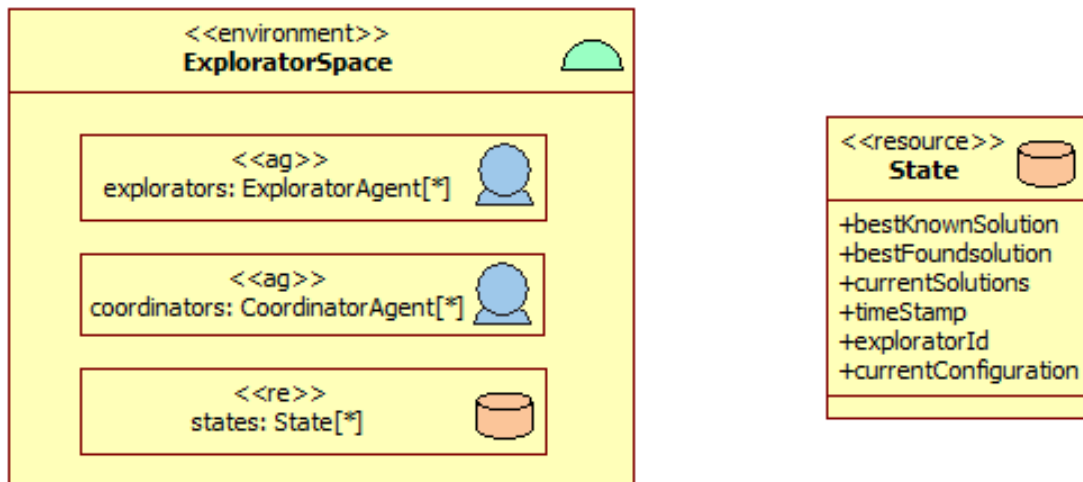 <<environment>>
ExploratorSpace
<<ag>>
explorators: ExploratorAgent[*]
<<ag>>
coordinators: CoordinatorAgent[*]
<<re>>
states: State[*]
<<resource>>
State
+bestKnownSolution
+bestFoundsolution
+currentSolutions
+timeStamp
+exploratorId
+currentConfiguration